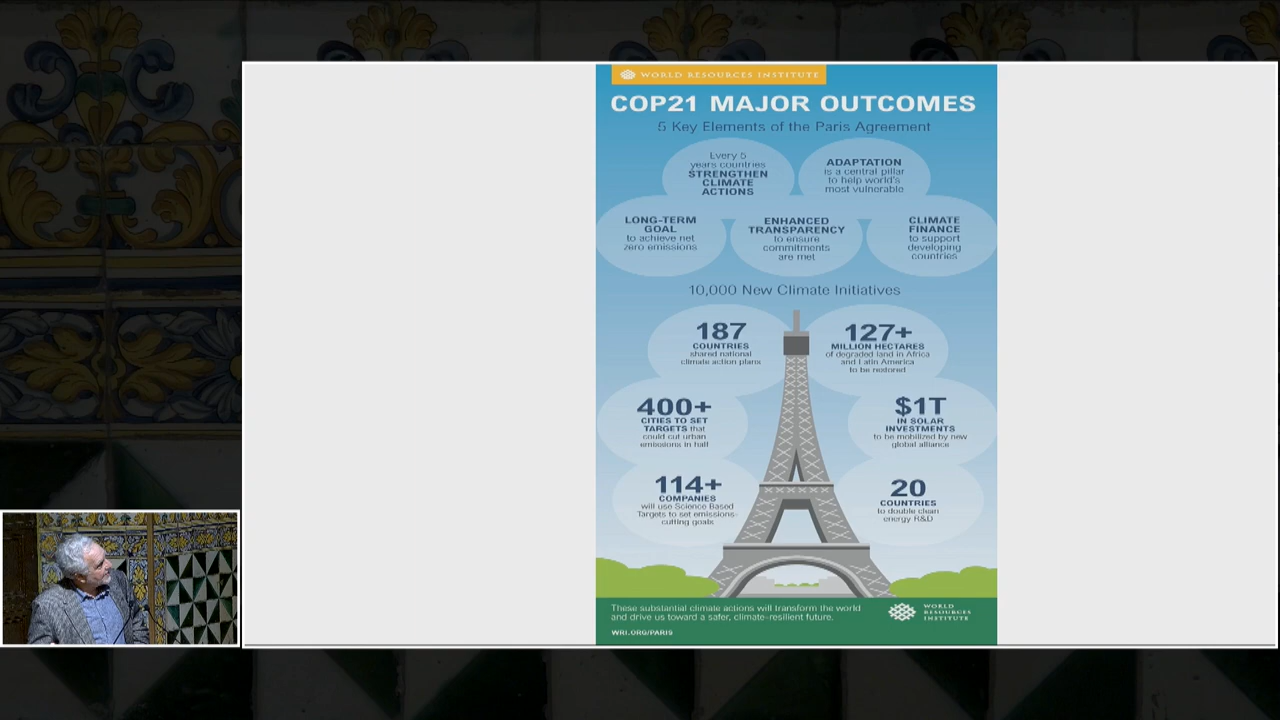 WORLD RESOURCES INSTITUTE
COP21 MAJOR OUTCOMES
5 Key Elements of the Paris Agreement
Every 5
years countries
STRENGTHEN
CLIMATE
ACTIONS
ADAPTATION
is a central pillar
to help world's
most vulnerable
LONG-TERM
GOAL
to achieve net
zero emissions
ENHANCED
TRANSPARENCY
to ensure
commitments
are met
CLIMATE
FINANCE
to support
developing
countries
10,000 New Climate Initiatives
187
COUNTRIES
shared national
climate action plans
127+
MILLION HECTARES
of degraded land in Africa
and Latin America
to be restored
400+
CITIES TO SET
TARGETS that
could cut urban
emissions in half
$1T
IN SOLAR
INVESTMENTS
to be mobilized by new
global alliance
114+
COMPANIES
will use Science Based
Targets to set emissions-
cutting goals
20
COUNTRIES
to double clean
energy R&D
These substantial climate actions will transform the world
and drive us toward a safer, climate-resilient future.
WRI.ORG/PARIS
WORLD
RESOURCES
INSTITUTE